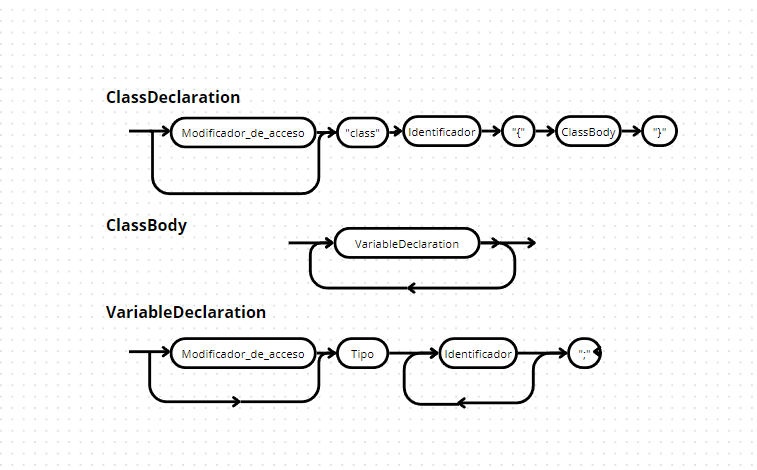 ClassDeclaration
Modificador_de_acceso "class" Identificador "{" ClassBody "}"
ClassBody
VariableDeclaration
VariableDeclaration
Modificador_de_acceso Tipo Identificador ";"